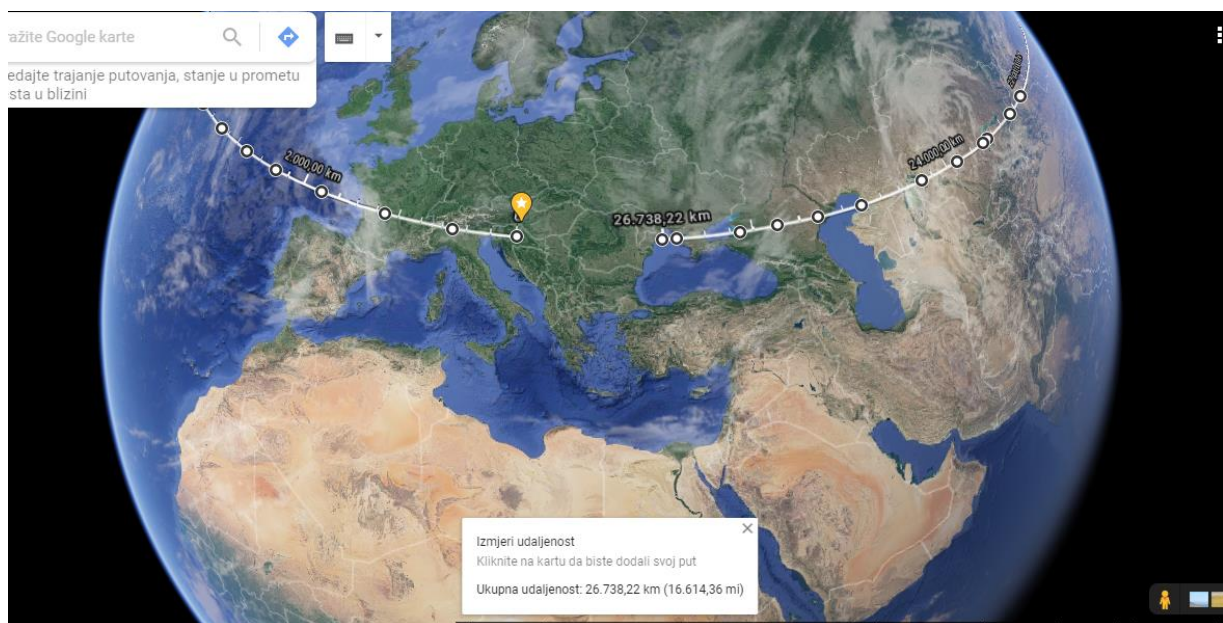 ražite Google karte
edajte trajanje putovanja, stanje u prometu
esta u blizini
2.000,00 km
26.738,22 km
24.000,00 km
Izmjeri udaljenost
Kliknite na kartu da biste dodali svoj put
Ukupna udaljenost: 26.738,22 km (16.614,36 mi)